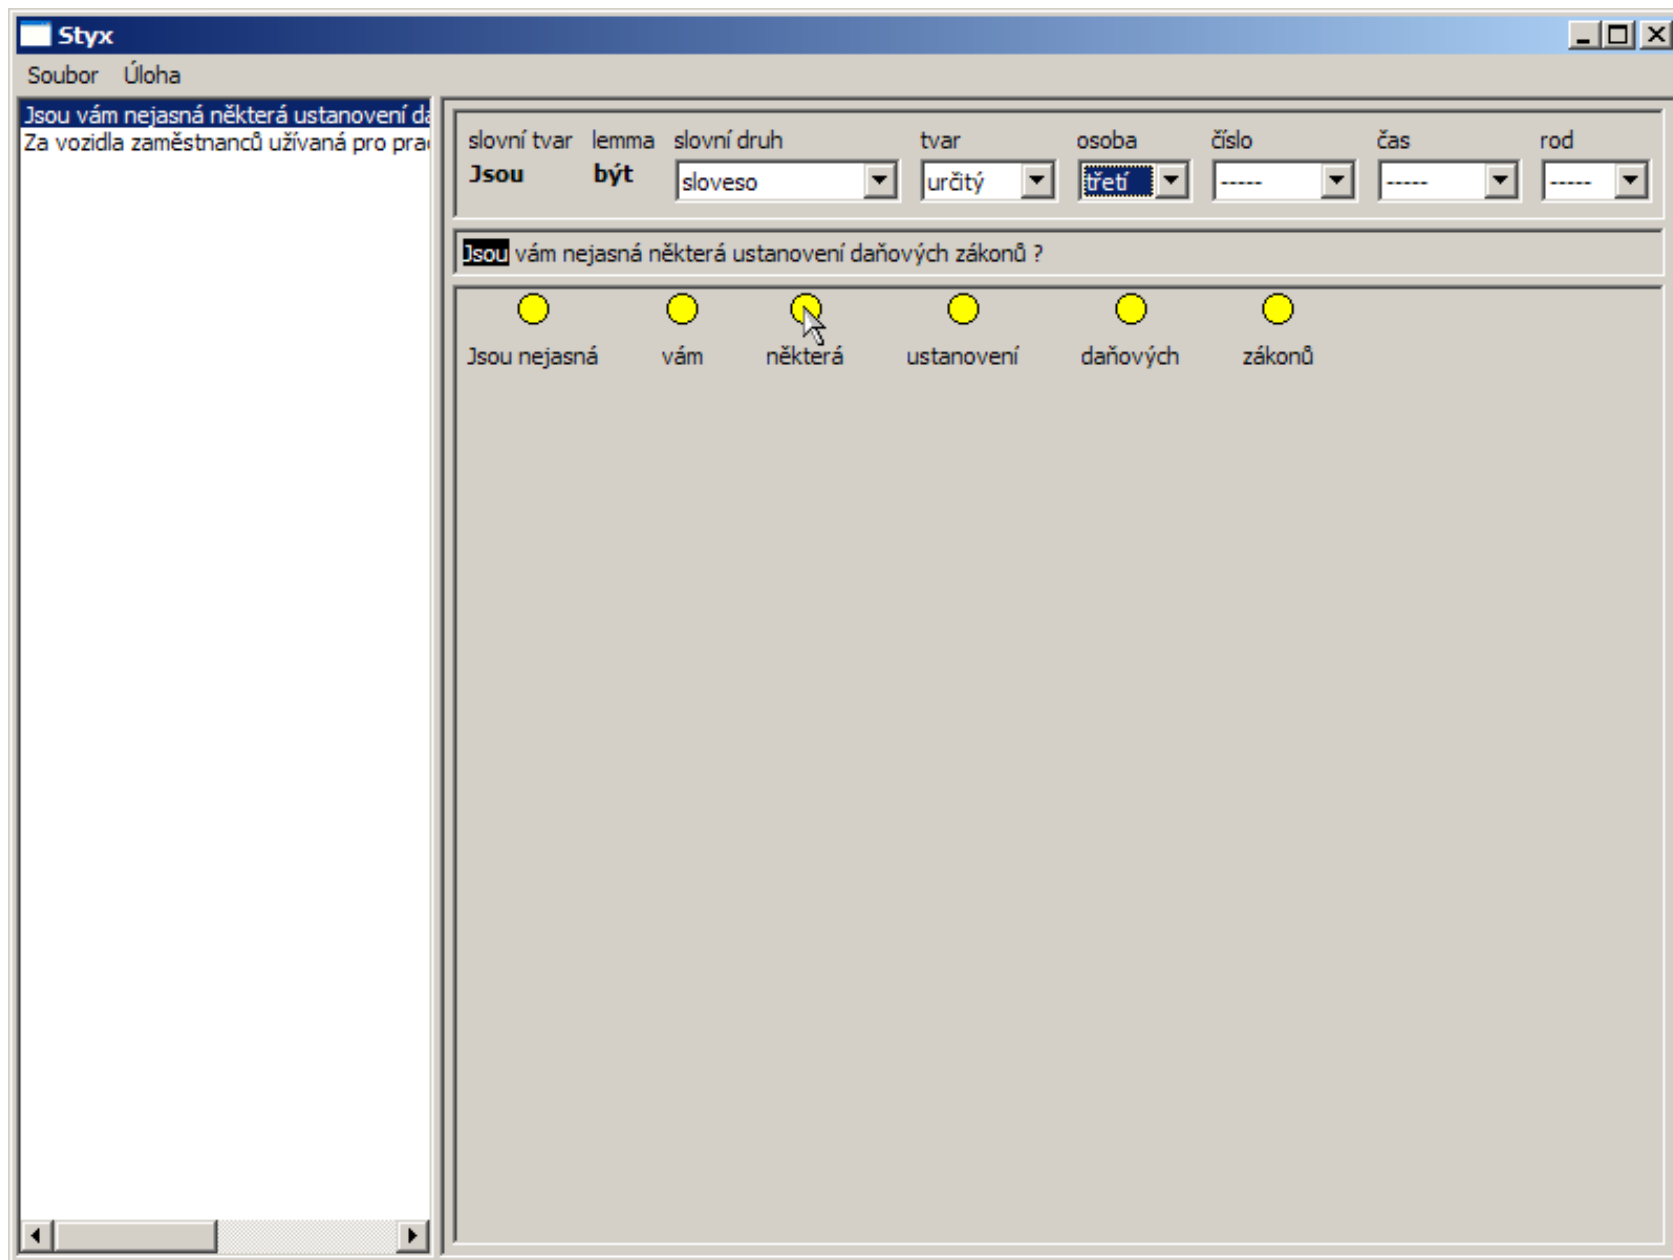 Styx
Soubor Úloha
Jsou vám nejasná některá ustanovení da
Za vozidla zaměstnanců užívaná pro pra
slovní tvar lemma slovní druh tvar osoba číslo čas rod
Jsou být sloveso určitý třetí ----- ----- -----
Jsou vám nejasná některá ustanovení daňových zákonů ?
Jsou nejasná vám některá ustanovení daňových zákonů